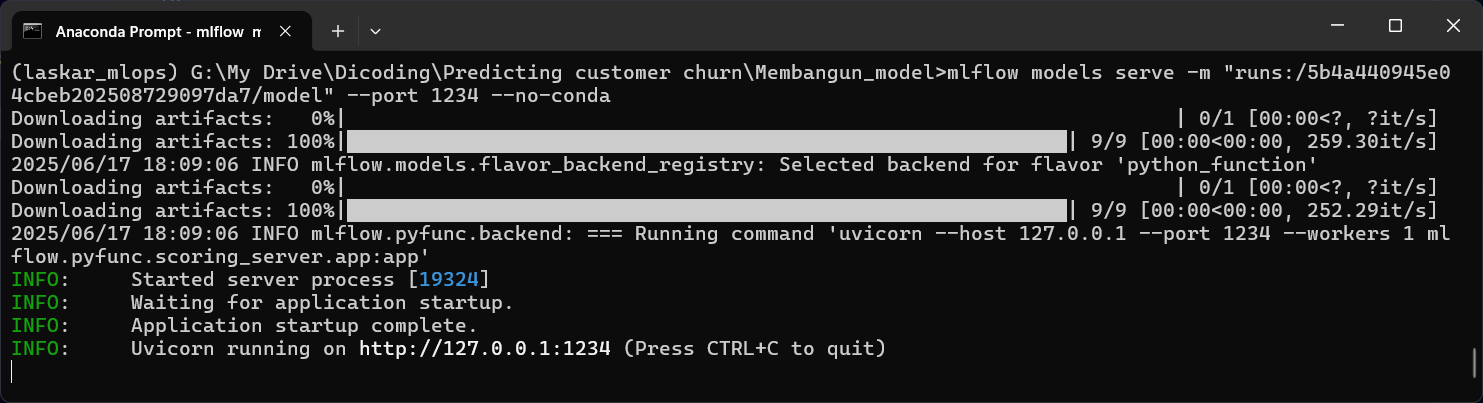 Anaconda Prompt - mlflow m
(laskar_mlops) G:\My Drive\Dicoding\Predicting customer churn\Membangun_model>mlflow models serve -m "runs:/5b4a440945e0
4cbeb202508729097da7/model" --port 1234 --no-conda
Downloading artifacts:   0%| | 0/1 [00:00<?, ?it/s]
Downloading artifacts: 100%| | 9/9 [00:00<00:00, 259.30it/s]
2025/06/17 18:09:06 INFO mlflow.models.flavor_backend_registry: Selected backend for flavor 'python_function'
Downloading artifacts:   0%| | 0/1 [00:00<?, ?it/s]
Downloading artifacts: 100%| | 9/9 [00:00<00:00, 252.29it/s]
2025/06/17 18:09:06 INFO mlflow.pyfunc.backend: === Running command 'uvicorn --host 127.0.0.1 --port 1234 --workers 1 ml
flow.pyfunc.scoring_server.app:app'
INFO:     Started server process [19324]
INFO:     Waiting for application startup.
INFO:     Application startup complete.
INFO:     Uvicorn running on http://127.0.0.1:1234 (Press CTRL+C to quit)